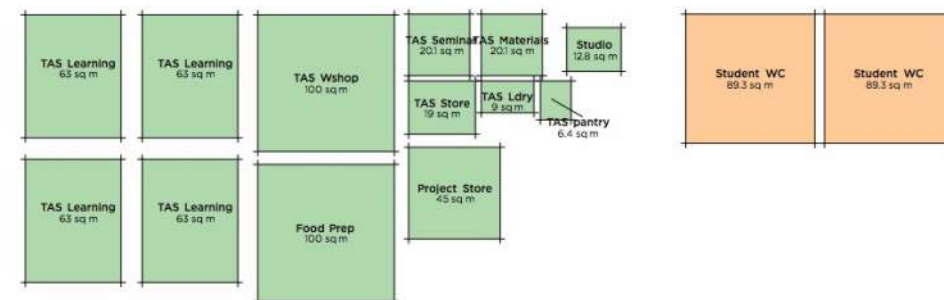 TAS Learning
63 sq m
TAS Learning
63 sq m
TAS Wshop
100 sq m
TAS Seminar
20.1 sq m
TAS Materials
20.1 sq m
Studio
12.8 sq m
Student WC
89.3 sq m
Student WC
89.3 sq m
TAS Store
19 sq m
TAS Ldry
9 sq m
TAS pantry
6.4 sq m
TAS Learning
63 sq m
TAS Learning
63 sq m
Food Prep
100 sq m
Project Store
45 sq m